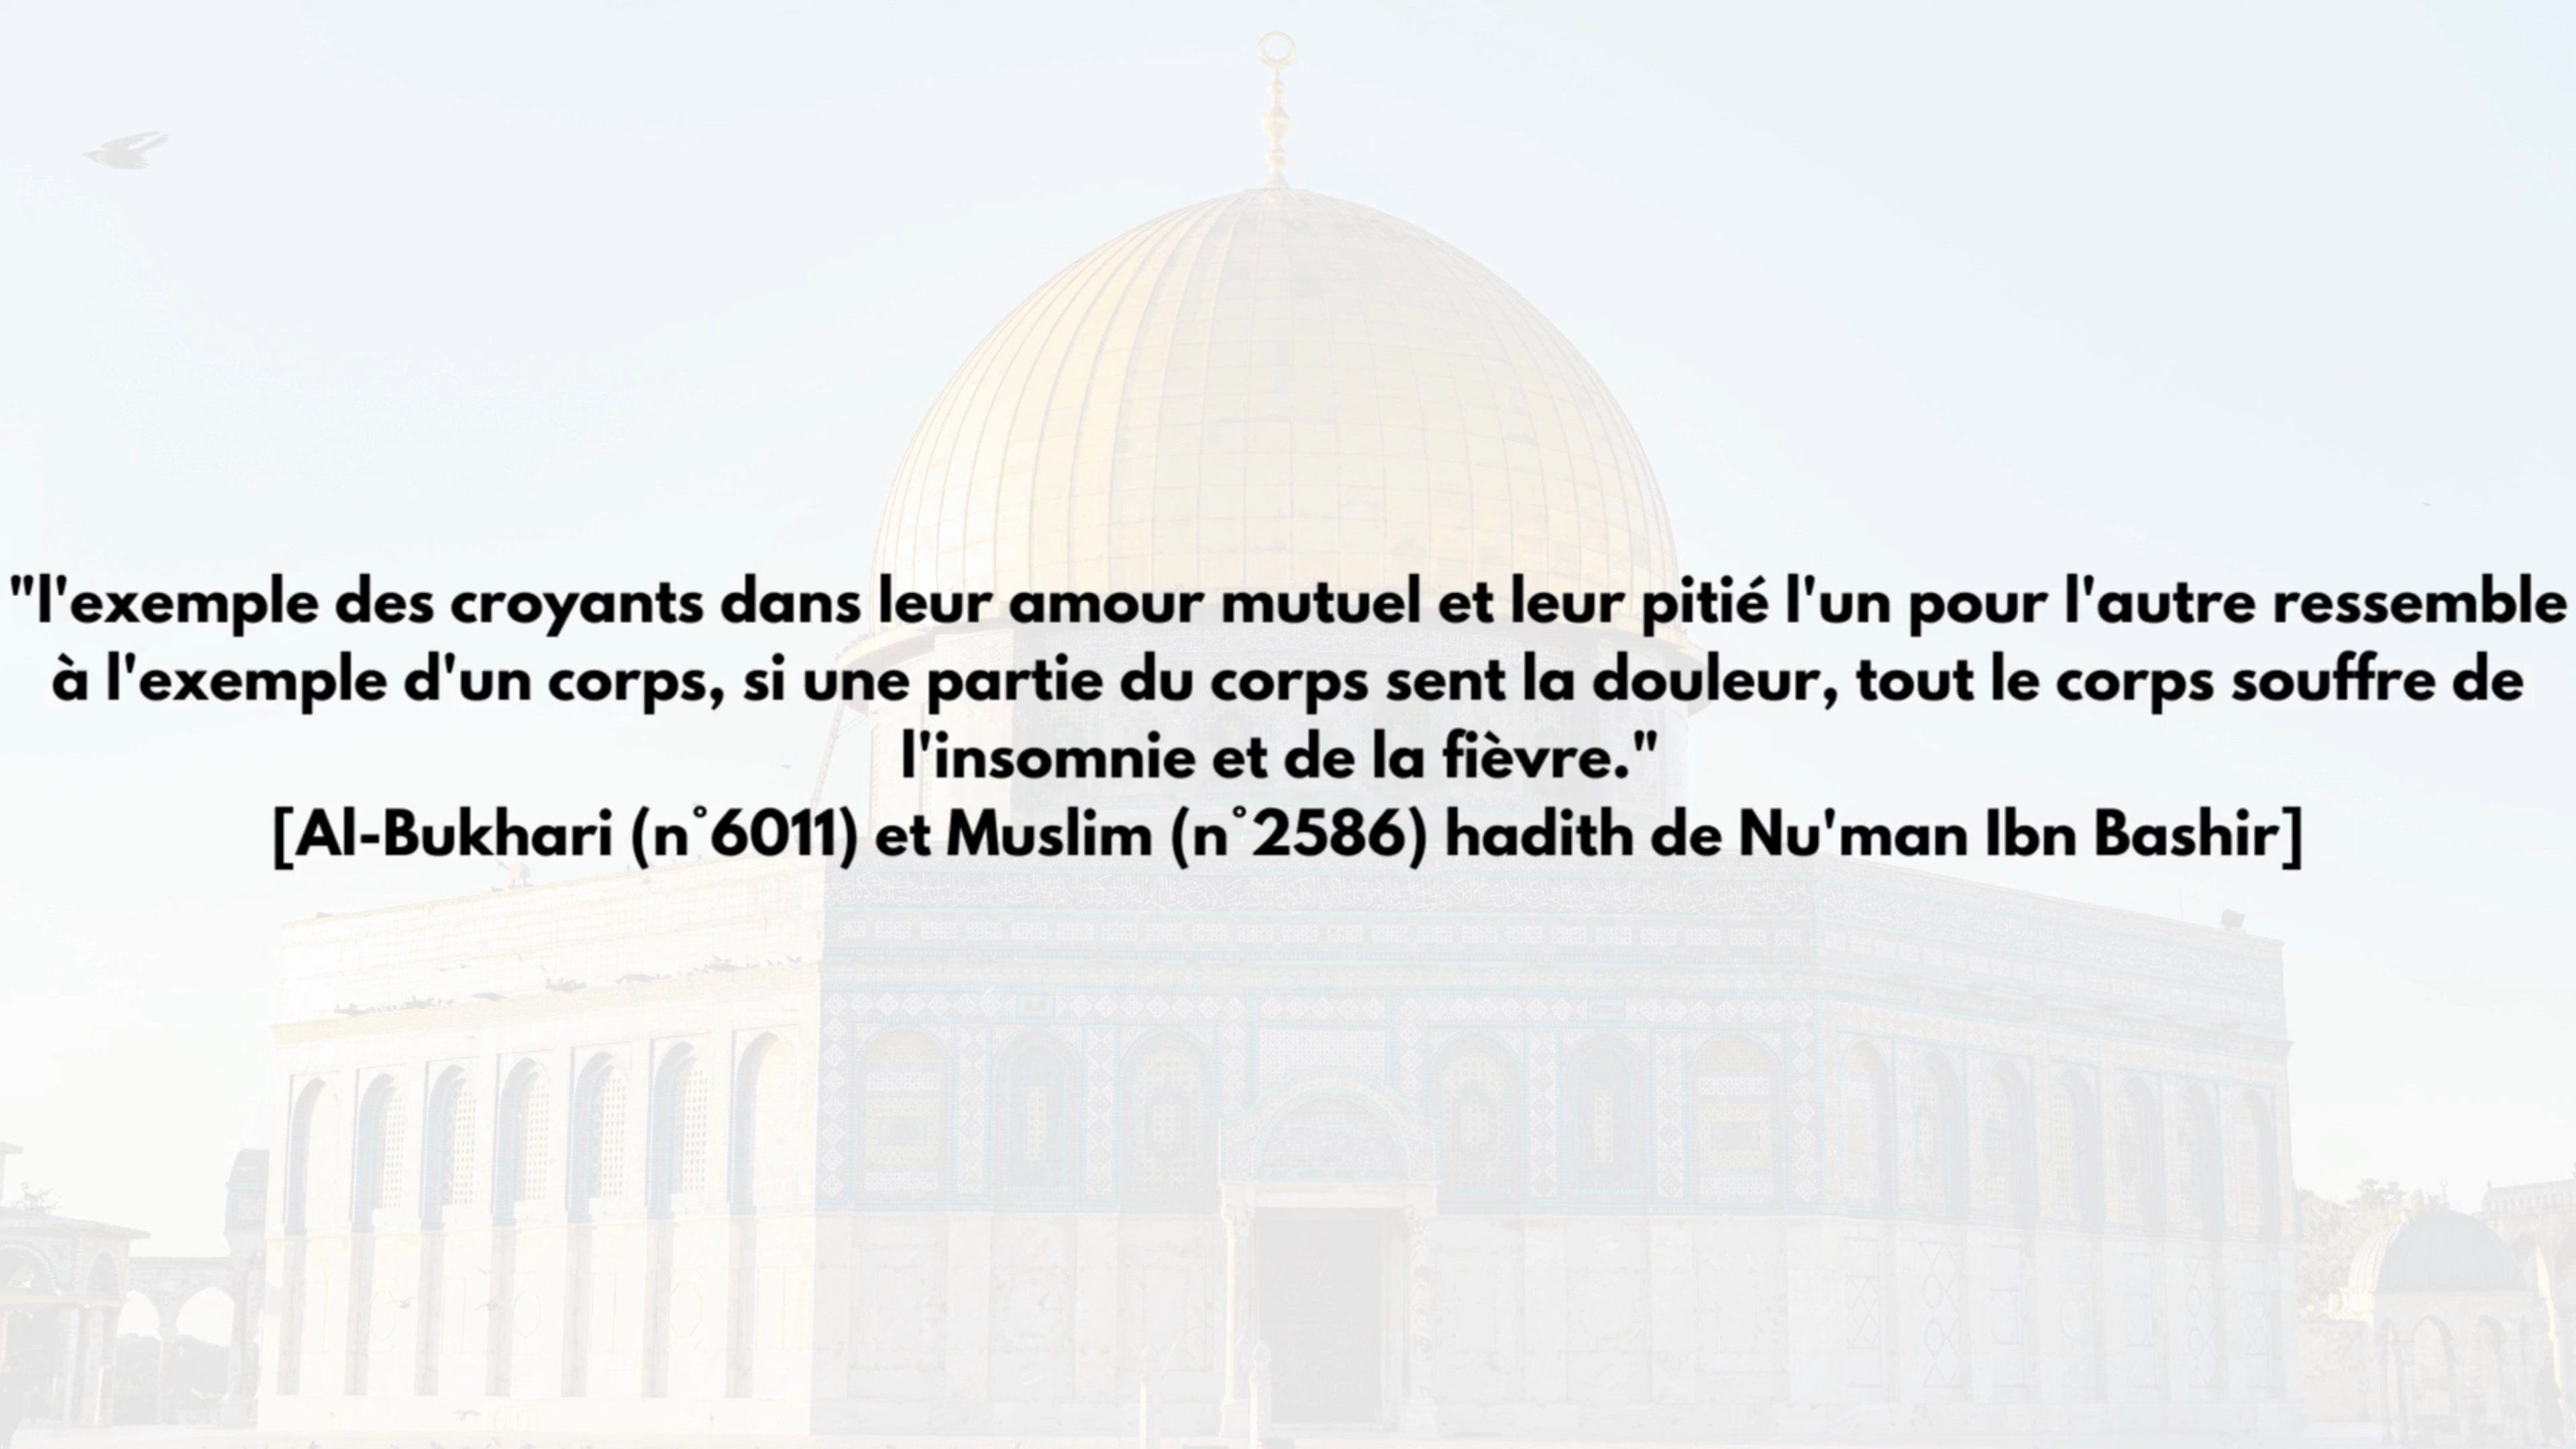 "l'exemple des croyants dans leur amour mutuel et leur pitié l'un pour l'autre ressemble
à l'exemple d'un corps, si une partie du corps sent la douleur, tout le corps souffre de
l'insomnie et de la fièvre."
[Al-Bukhari (n°6011) et Muslim (n°2586) hadith de Nu'man Ibn Bashir]